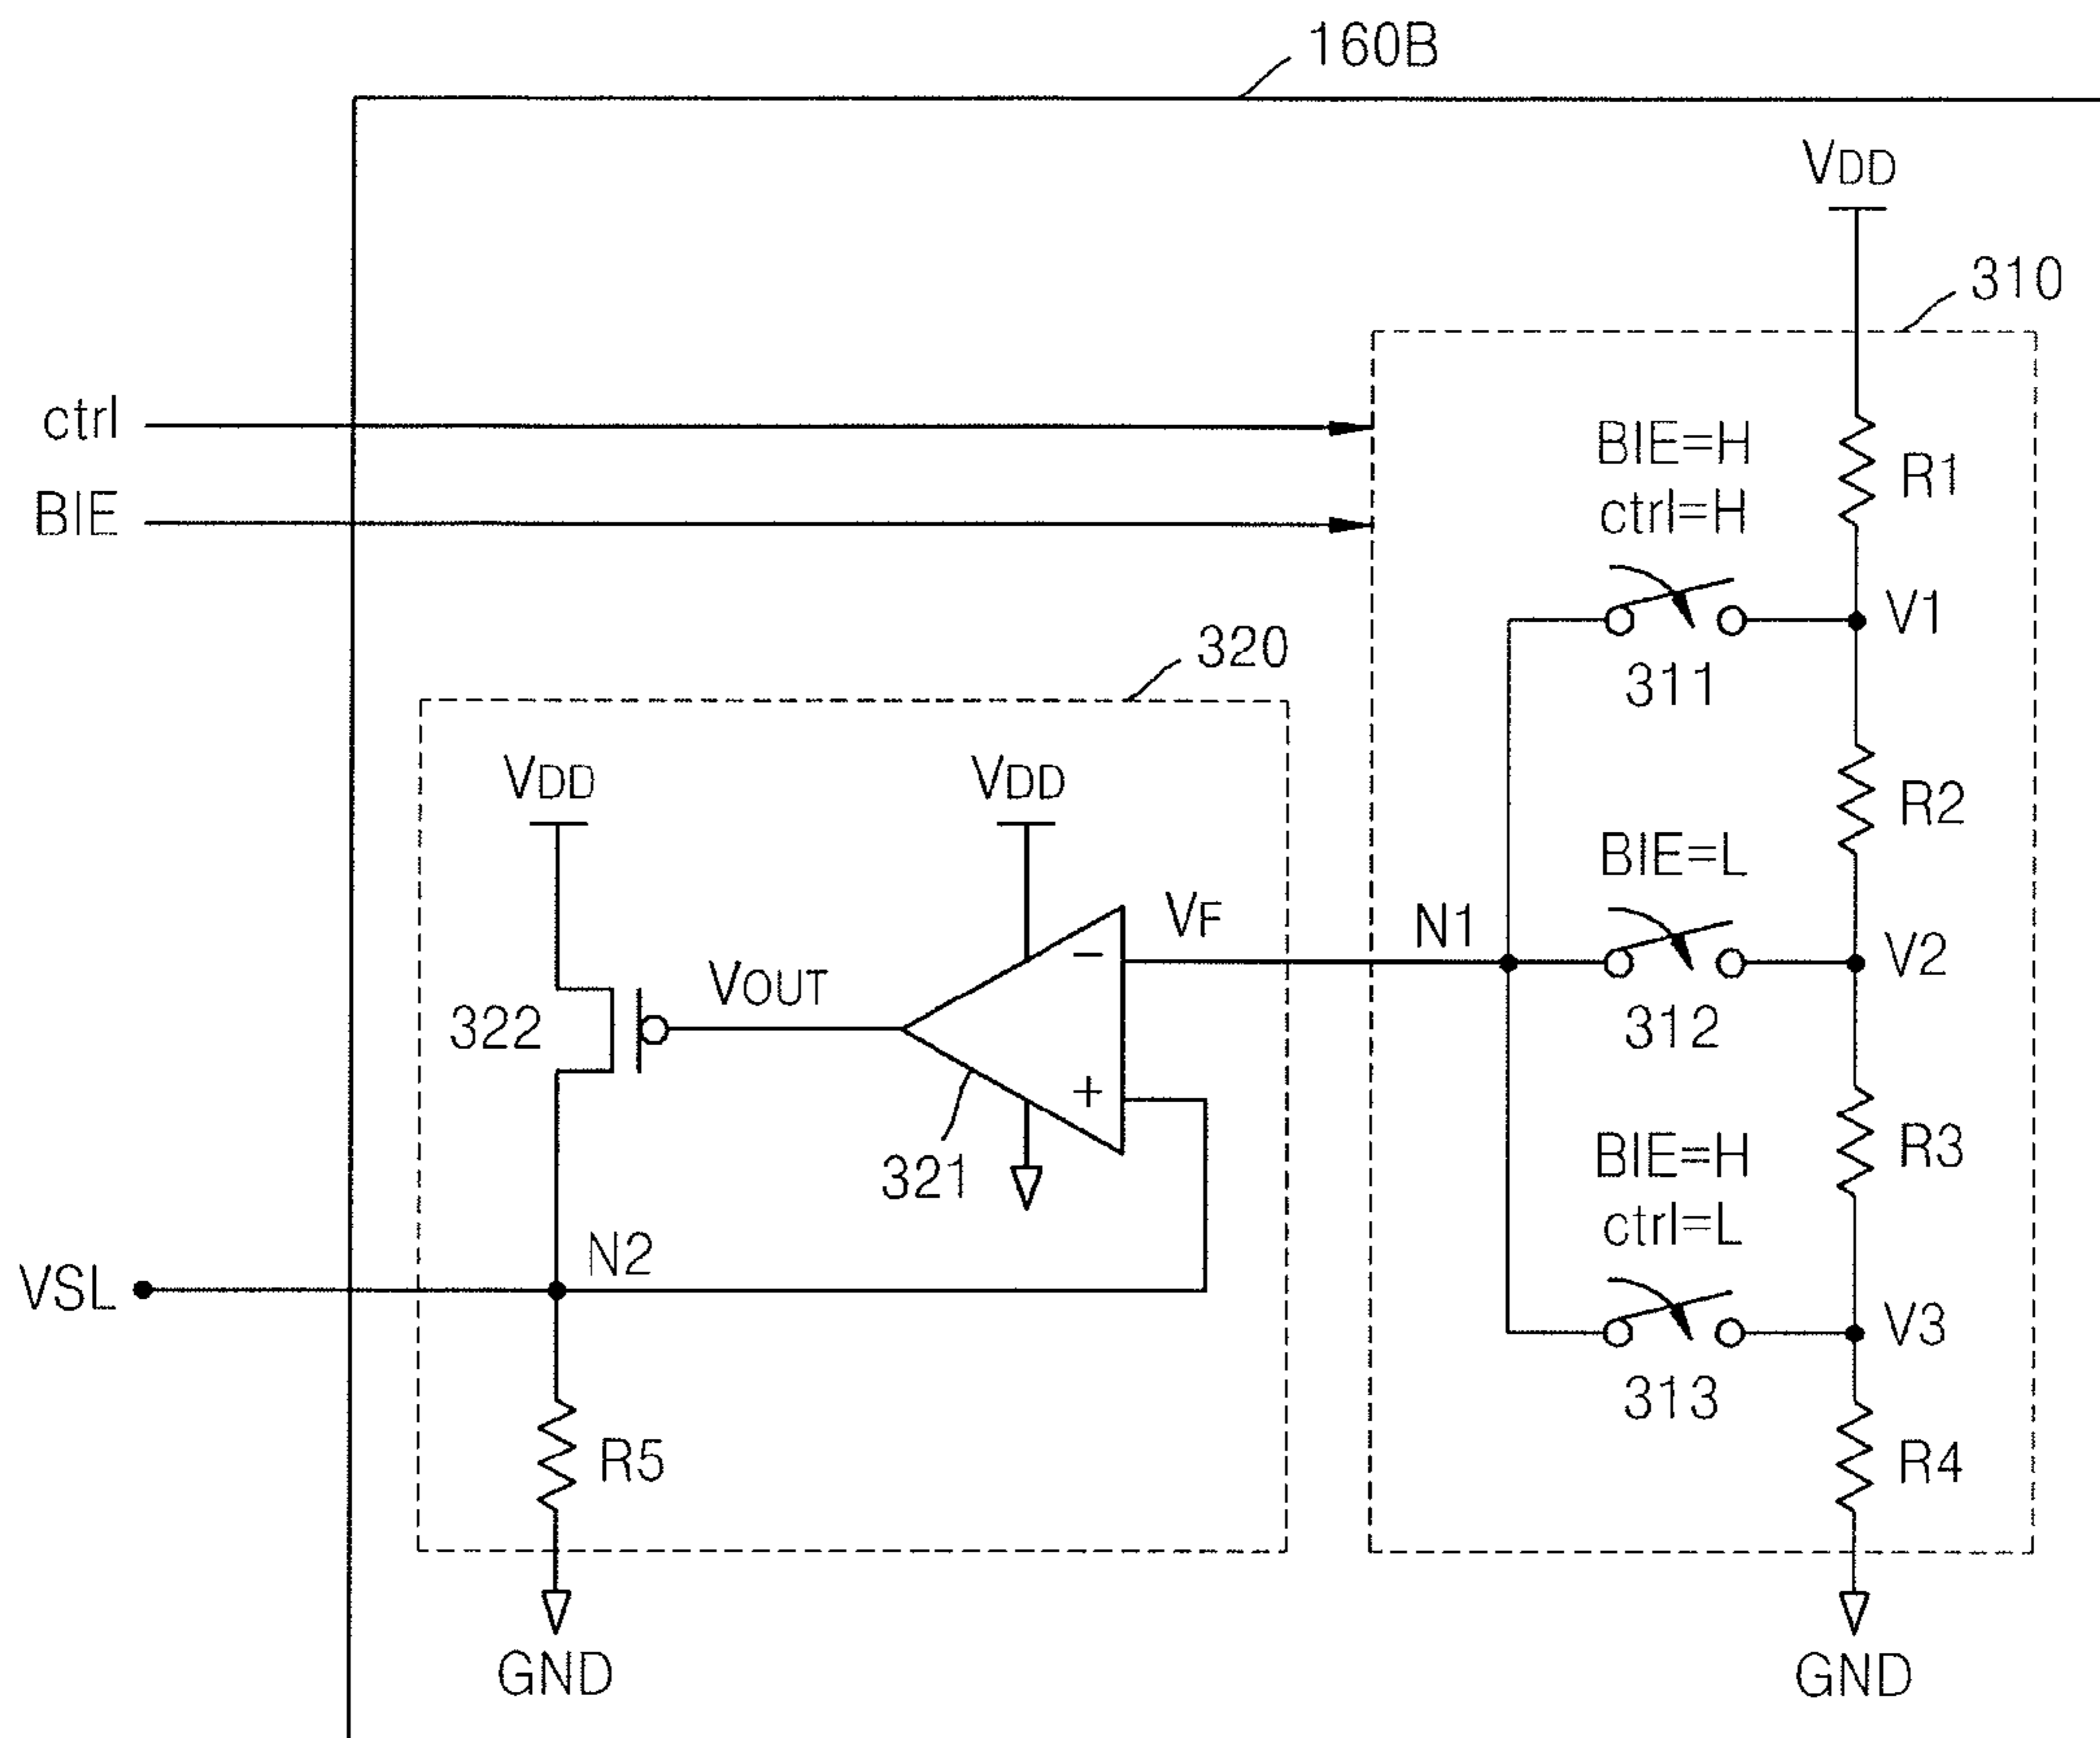 160B
VDD
310
ctrl
BIE
BIE=H
ctrl=H
R1
V1
311
320
VDD
VDD
R2
BIE=L
VF
N1
V2
VOUT
322
312
−
+
321
BIE=H
ctrl=L
R3
N2
VSL
V3
313
R5
R4
GND
GND